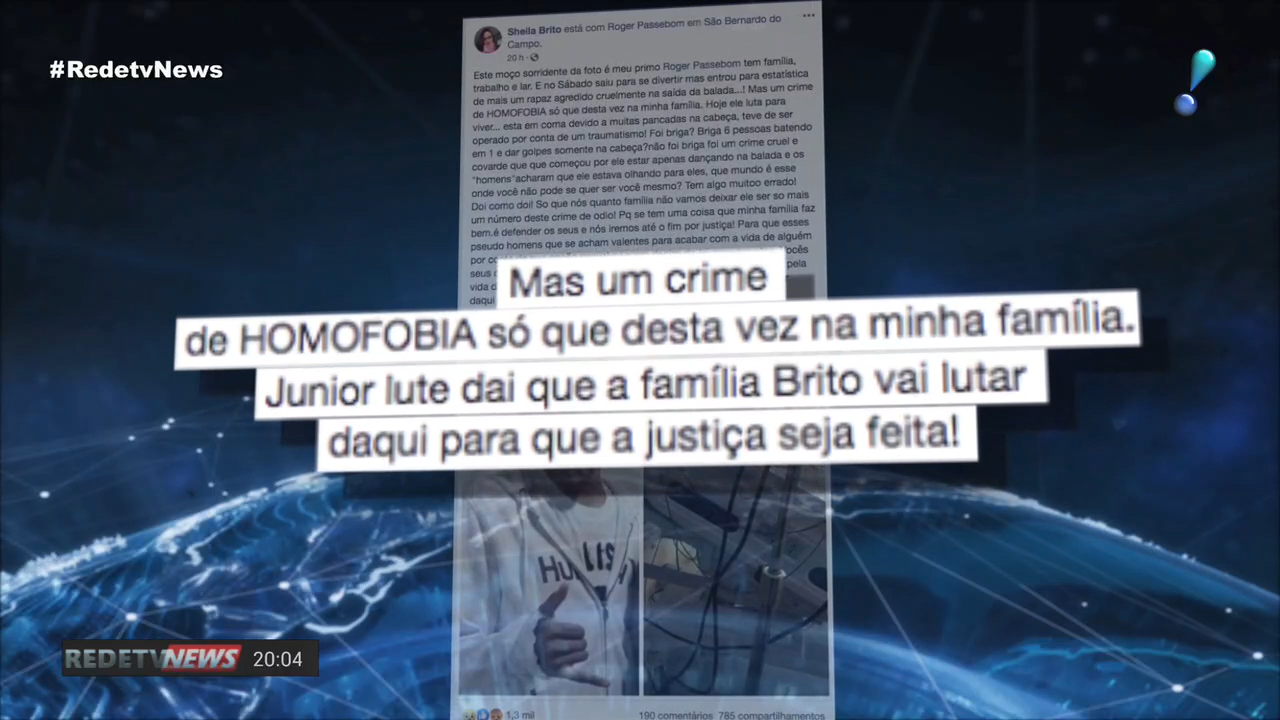 #RedetvNews
Sheila Brito está com Roger Passebom em São Bernardo do
Campo.
20 h
Este moço sorridente da foto é meu primo Roger Passebom tem família,
trabalho e lar. E no Sábado saiu para se divertir mas entrou para estatística
de mais um rapaz agredido cruelmente na saída da balada...! Mas um crime
de HOMOFOBIA só que desta vez na minha família. Hoje ele luta para
viver... esta em coma devido a muitas pancadas na cabeça, teve de ser
operado por conta de um traumatismo! Foi briga? Briga 6 pessoas batendo
em 1 e dar golpes somente na cabeça?não foi briga foi um crime cruel e
covarde que que começou por ele estar apenas dançando na balada e os
"homens"acharam que ele estava olhando para eles, que mundo é esse
onde você não pode se quer ser você mesmo? Tem algo muitoo errado!
Doi como doi! So que nós quanto família não vamos deixar ele ser so mais
um número deste crime de odio! Pq se tem uma coisa que minha família faz
bem.é defender os seus e nós iremos até o fim por justiça! Para que esses
pseudo homens que se acham valentes para acabar com a vida de alguém
por
seus
pela
vida
daqui
Mas um crime
de HOMOFOBIA só que desta vez na minha família.
Junior lute dai que a família Brito vai lutar
daqui para que a justiça seja feita!
REDETVNEWS 20:04
1,3 mil 190 comentários 785 compartilhamentos